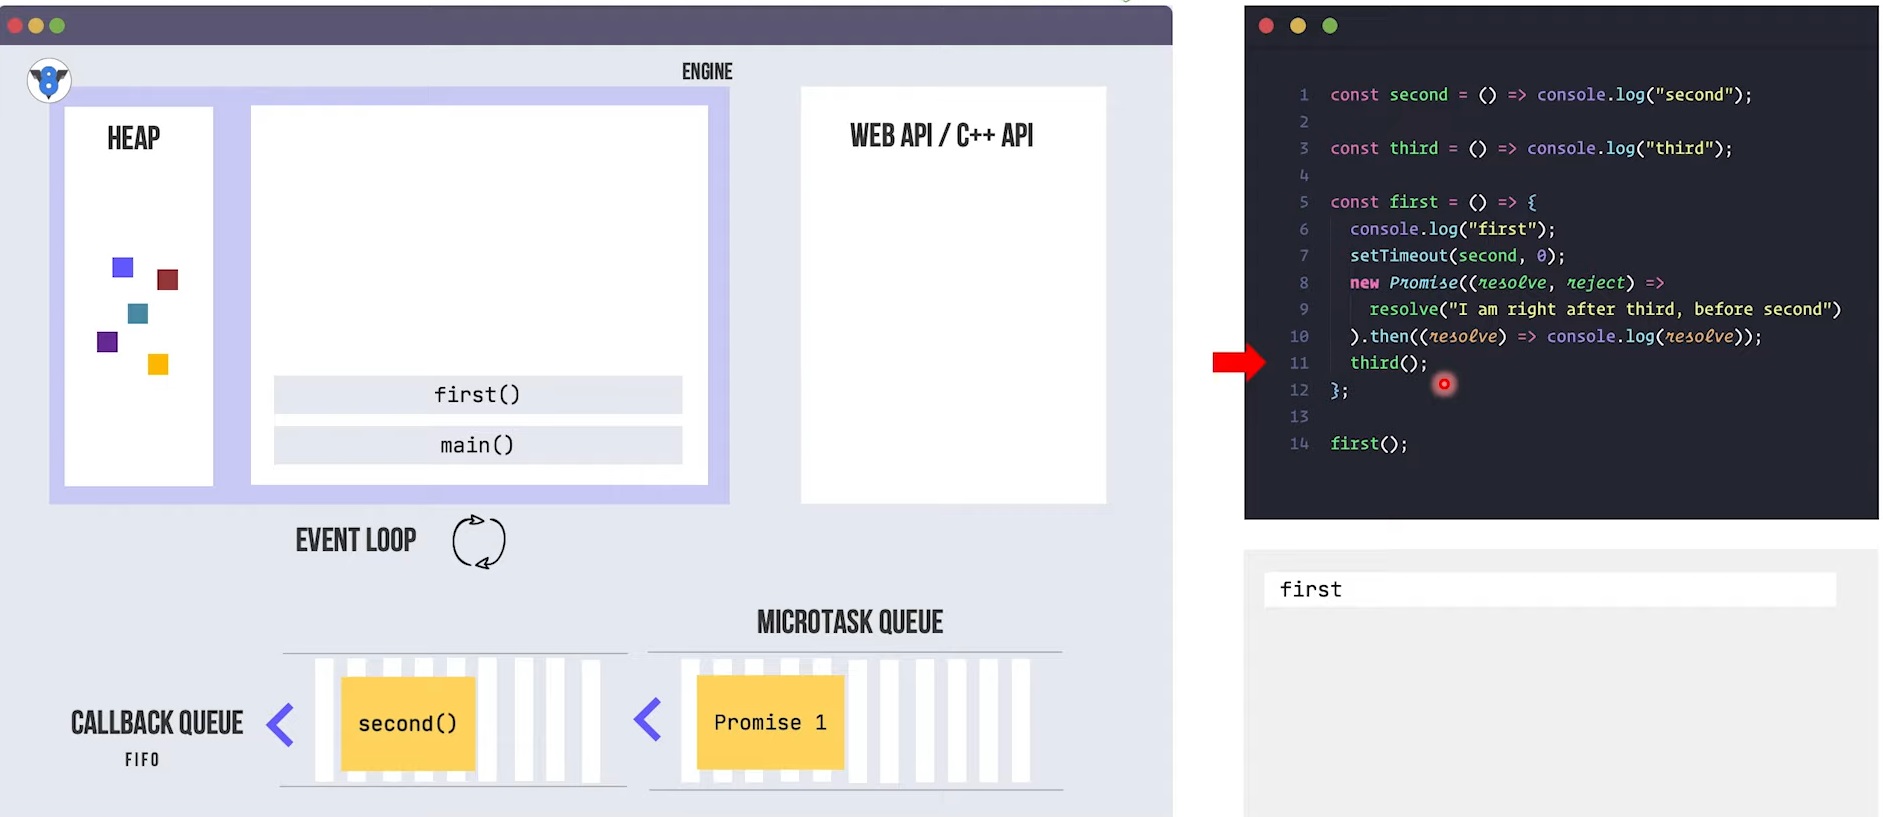 ENGINE
HEAP
WEB API / C++ API
first()
main()
EVENT LOOP
MICROTASK QUEUE
CALLBACK QUEUE
FIFO
second()
Promise 1
1 const second = () => console.log("second");
2
3 const third = () => console.log("third");
4
5 const first = () => {
6 console.log("first");
7 setTimeout(second, 0);
8 new Promise((resolve, reject) =>
9 resolve("I am right after third, before second")
10 ).then((resolve) => console.log(resolve));
11 third();
12 };
13
14 first();
first